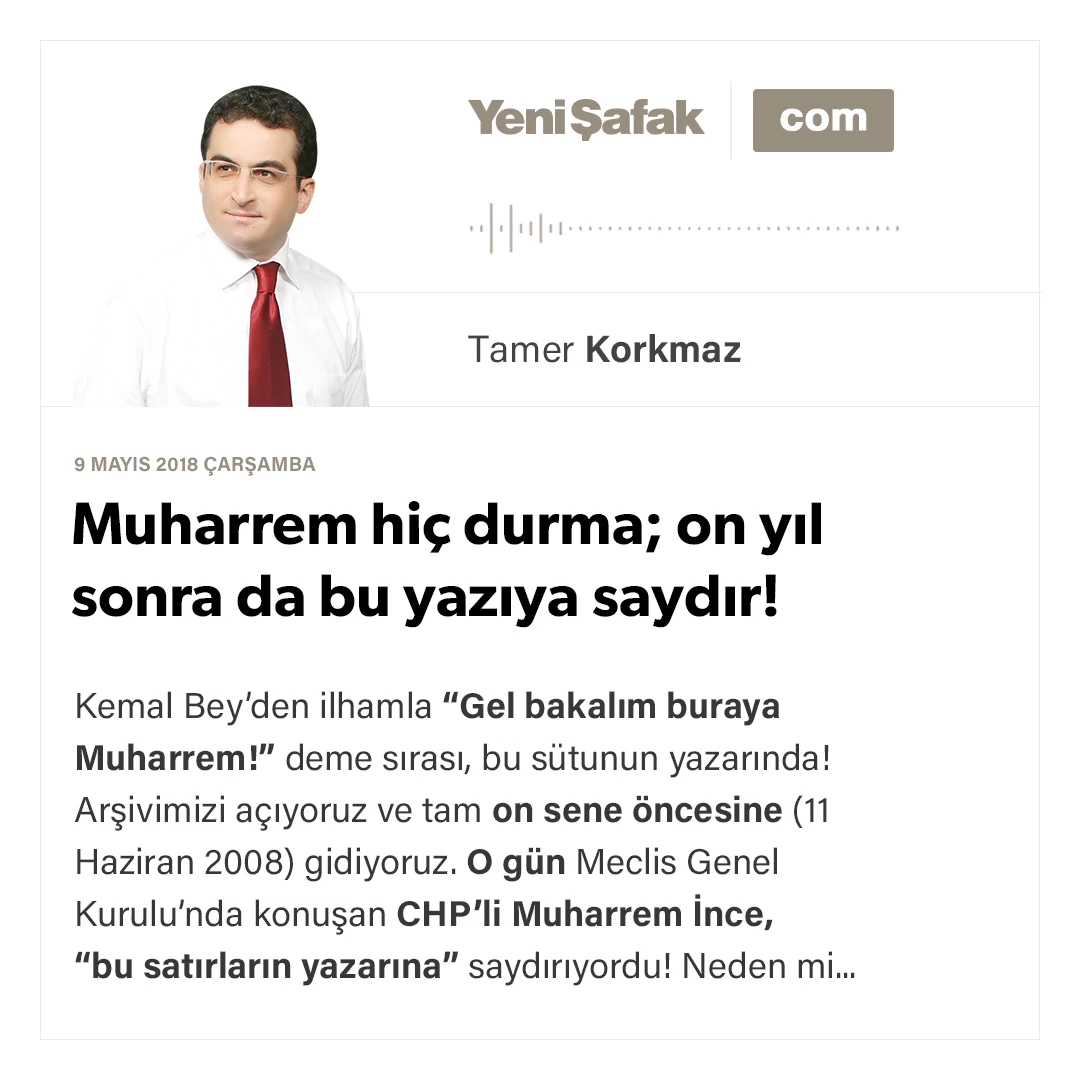 YeniŞafak com
Tamer Korkmaz
9 MAYIS 2018 ÇARŞAMBA
Muharrem hiç durma; on yıl
sonra da bu yazıya saydır!
Kemal Bey’den ilhamla “Gel bakalım buraya
Muharrem!” deme sırası, bu sütunun yazarında!
Arşivimizi açıyoruz ve tam on sene öncesine (11
Haziran 2008) gidiyoruz. O gün Meclis Genel
Kurulu’nda konuşan CHP’li Muharrem İnce,
“bu satırların yazarına” saydırıyordu! Neden mi...